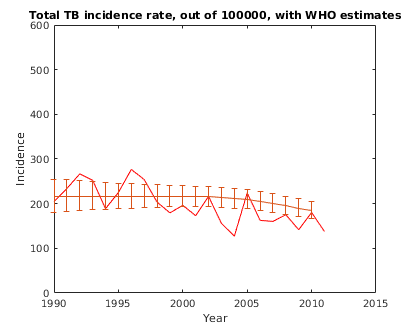 Total TB incidence rate, out of 100000, with WHO estimates
600
500
400
300
200
100
0
Incidence
1990 1995 2000 2005 2010 2015
Year